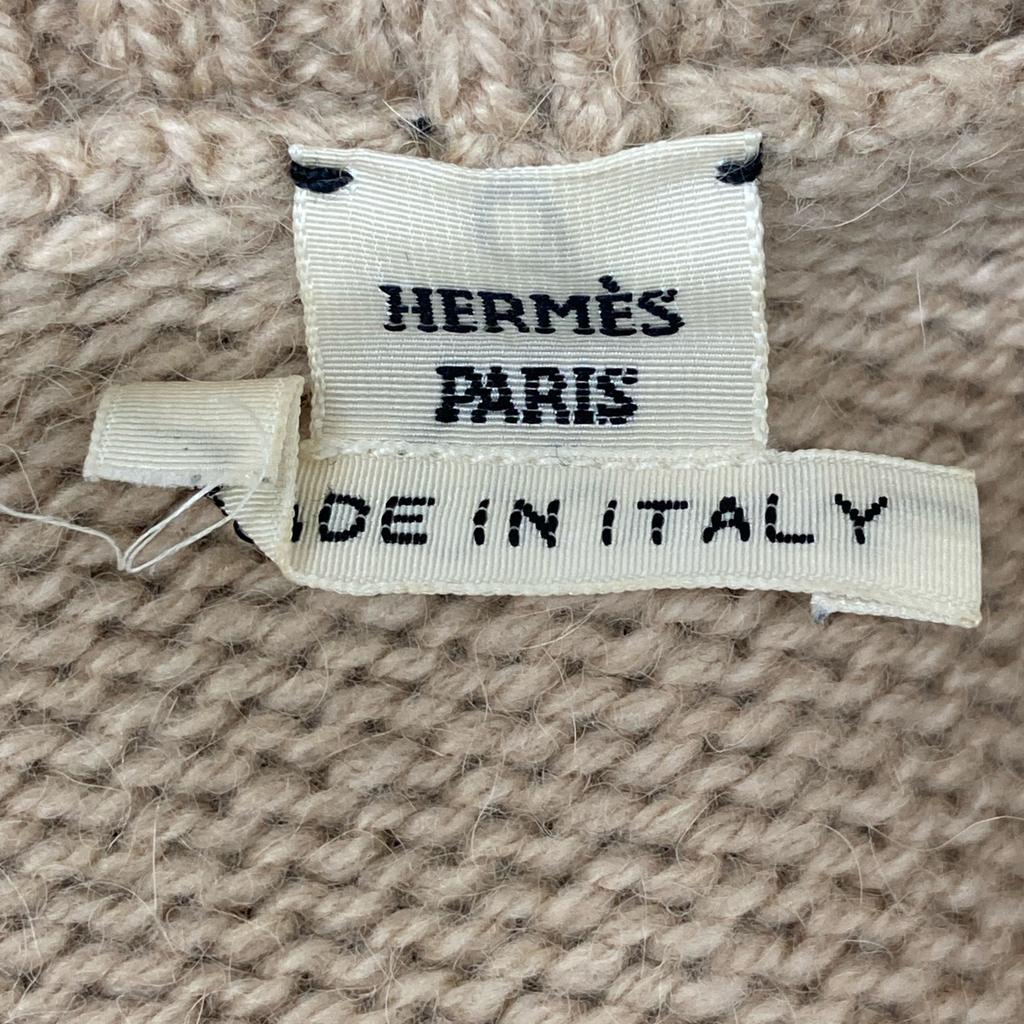 HERMÈS
PARIS
DE IN ITALY